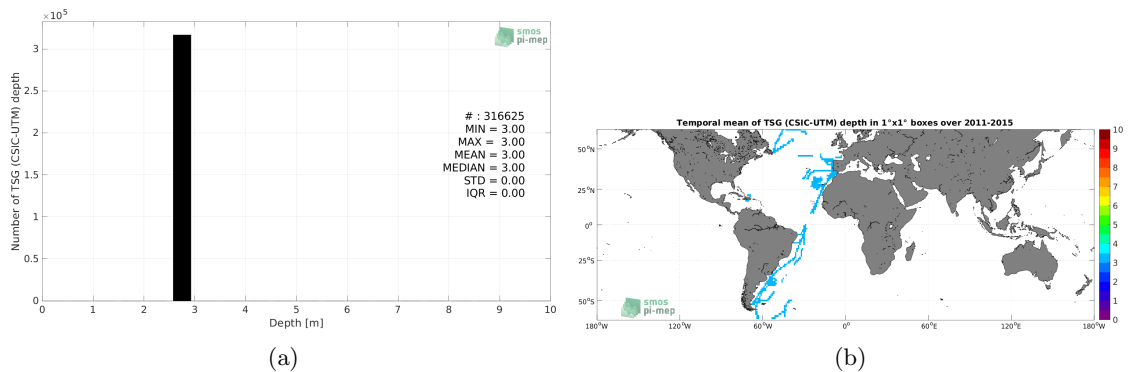 ×10⁵
3
2.5
2
1.5
1
0.5
0
Number of TSG (CSIC-UTM) depth
smos
pi-mep
# : 316625
MIN = 3.00
MAX = 3.00
MEAN = 3.00
MEDIAN = 3.00
STD = 0.00
IQR = 0.00
0 1 2 3 4 5 6 7 8 9 10
Depth [m]
(a)
Temporal mean of TSG (CSIC-UTM) depth in 1°x1° boxes over 2011-2015
50°N
25°N
0°
25°S
50°S
smos
pi-mep
180°W 120°W 60°W 0° 60°E 120°E 180°W
10
9
8
7
6
5
4
3
2
1
0
(b)